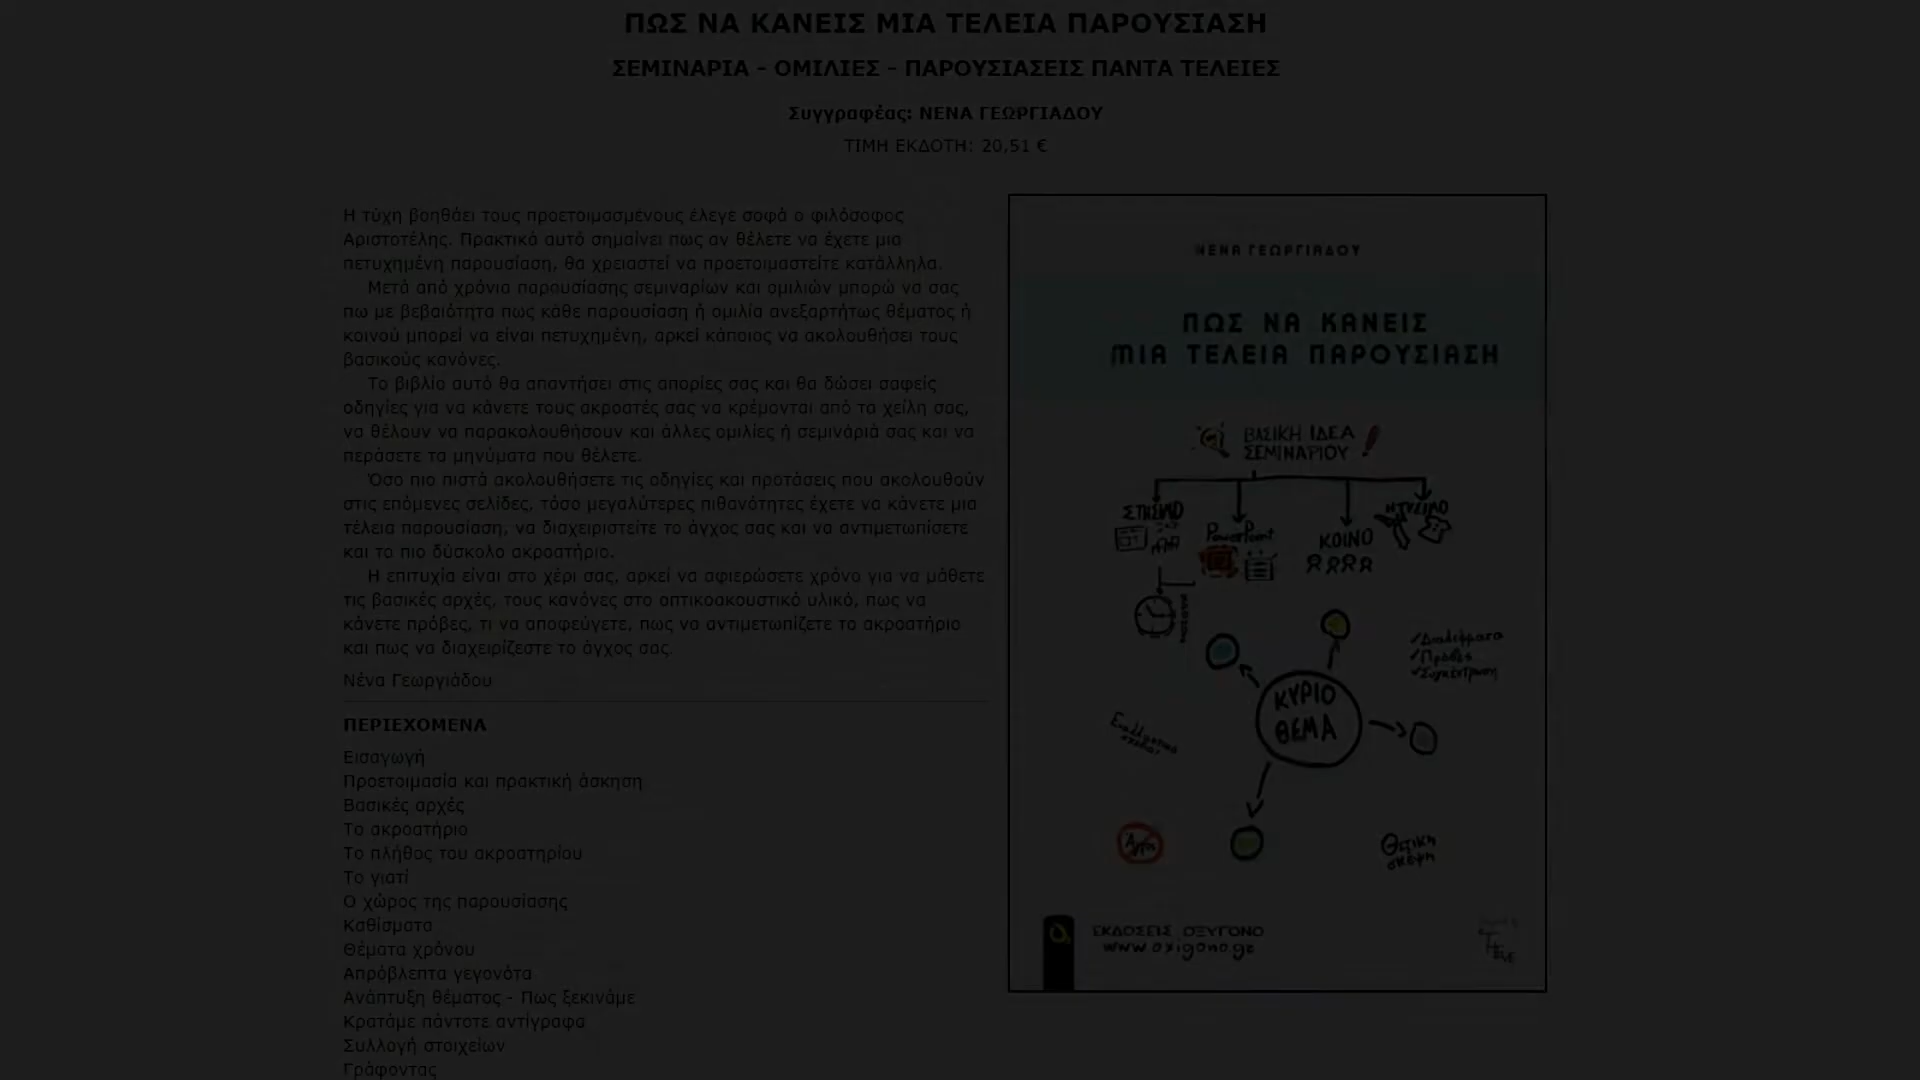 ΠΩΣ ΝΑ ΚΑΝΕΙΣ ΜΙΑ ΤΕΛΕΙΑ ΠΑΡΟΥΣΙΑΣΗ
ΣΕΜΙΝΑΡΙΑ - ΟΜΙΛΙΕΣ - ΠΑΡΟΥΣΙΑΣΕΙΣ ΠΑΝΤΑ ΤΕΛΕΙΕΣ
Συγγραφέας: ΝΕΝΑ ΓΕΩΡΓΙΑΔΟΥ
ΤΙΜΗ ΕΚΔΟΤΗ: 20,51 €
Η τύχη βοηθάει τους προετοιμασμένους έλεγε σοφά ο φιλόσοφος
Αριστοτέλης. Πρακτικά αυτό σημαίνει πως αν θέλετε να έχετε μια
πετυχημένη παρουσίαση, θα χρειαστεί να προετοιμαστείτε κατάλληλα.
Μετά από χρόνια παρουσίασης σεμιναρίων και ομιλιών μπορώ να σας
πω με βεβαιότητα πως κάθε παρουσίαση ή ομιλία ανεξαρτήτως θέματος ή
κοινού μπορεί να είναι πετυχημένη, αρκεί κάποιος να ακολουθήσει τους
βασικούς κανόνες.
Το βιβλίο αυτό θα απαντήσει στις απορίες σας και θα δώσει σαφείς
οδηγίες για να κάνετε τους ακροατές σας να κρέμονται από τα χείλη σας,
να θέλουν να παρακολουθήσουν και άλλες ομιλίες ή σεμινάριά σας και να
περάσετε τα μηνύματα που θέλετε.
Όσο πιο πιστά ακολουθήσετε τις οδηγίες και προτάσεις που ακολουθούν
στις επόμενες σελίδες, τόσο μεγαλύτερες πιθανότητες έχετε να κάνετε μια
τέλεια παρουσίαση, να διαχειριστείτε το άγχος σας και να αντιμετωπίσετε
και το πιο δύσκολο ακροατήριο.
Η επιτυχία είναι στο χέρι σας, αρκεί να αφιερώσετε χρόνο για να μάθετε
τις βασικές αρχές, τους κανόνες στο οπτικοακουστικό υλικό, πως να
κάνετε πρόβες, τι να αποφεύγετε, πως να αντιμετωπίζετε το ακροατήριο
και πως να διαχειρίζεστε το άγχος σας.
Νένα Γεωργιάδου
ΠΕΡΙΕΧΟΜΕΝΑ
Εισαγωγή
Προετοιμασία και πρακτική άσκηση
Βασικές αρχές
Το ακροατήριο
Το πλήθος του ακροατηρίου
Το γιατί
Ο χώρος της παρουσίασης
Καθίσματα
Θέματα χρόνου
Απρόβλεπτα γεγονότα
Ανάπτυξη θέματος - Πως ξεκινάμε
Κρατάμε πάντοτε αντίγραφα
Συλλογή στοιχείων
Γράφοντας
ΝΕΝΑ ΓΕΩΡΓΙΑΔΟΥ
ΠΩΣ ΝΑ ΚΑΝΕΙΣ
ΜΙΑ ΤΕΛΕΙΑ ΠΑΡΟΥΣΙΑΣΗ
ΒΑΣΙΚΗ ΙΔΕΑ
ΣΕΜΙΝΑΡΙΟΥ
ΣΤΗΣΙΜΟ
PowerPoint
ΚΟΙΝΟ
ΝΤΥΣΙΜΟ
✓Διαλείμματα
✓Πρόβες
✓Συγκέντρωση
ΚΥΡΙΟ
ΘΕΜΑ
Θετική
σκέψη
ΕΚΔΟΣΕΙΣ ΟΞΥΓΟΝΟ
www.oxigono.gr